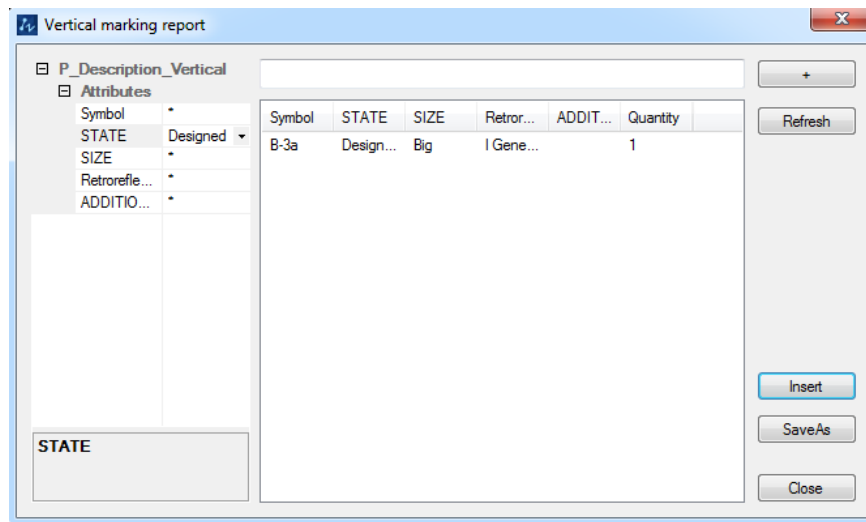 Vertical marking report
P_Description_Vertical
Attributes
Symbol *
STATE Designed
SIZE *
Retrorefle... *
ADDITIO... *
STATE
Symbol STATE SIZE Retror... ADDIT... Quantity
B-3a Design... Big I Gene... 1
+
Refresh
Insert
SaveAs
Close